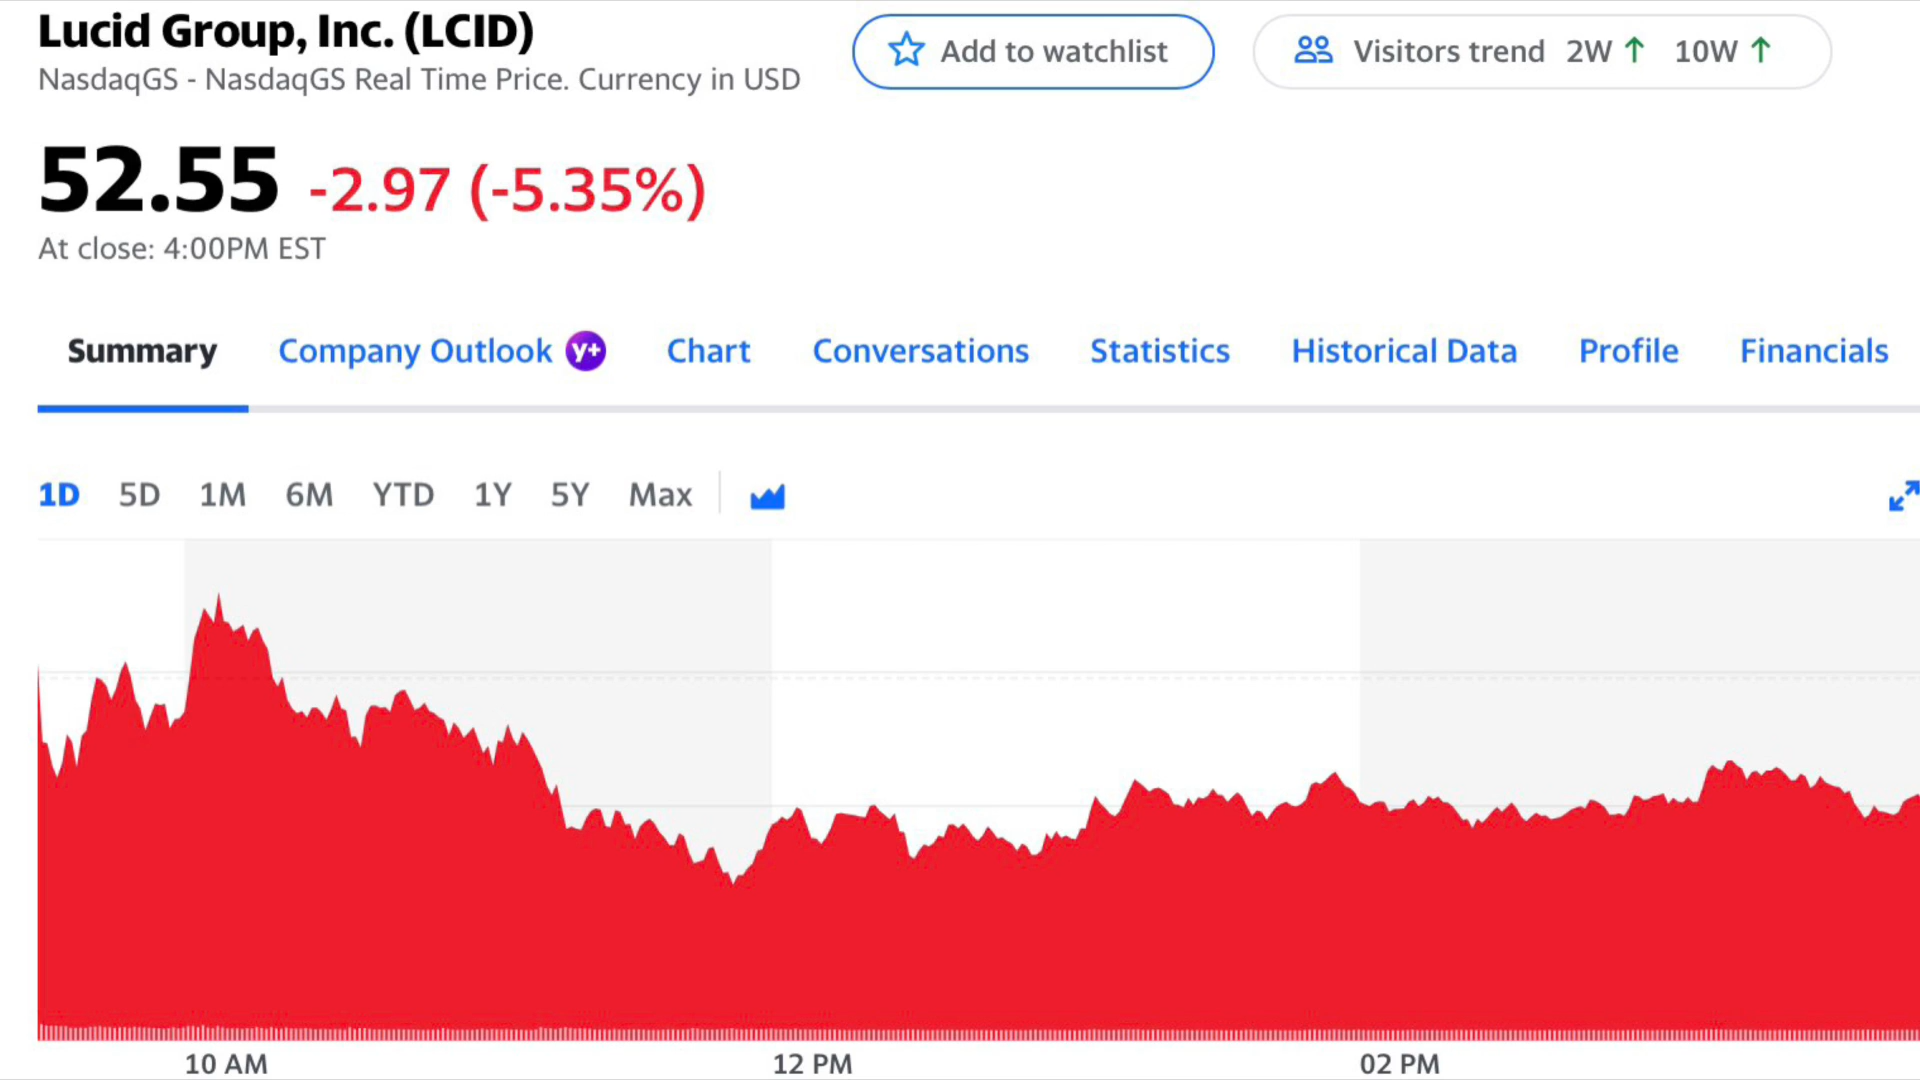 Lucid Group, Inc. (LCID)
NasdaqGS - NasdaqGS Real Time Price. Currency in USD
Add to watchlist
Visitors trend 2W ↑ 10W ↑
52.55 -2.97 (-5.35%)
At close: 4:00PM EST
Summary Company Outlook y+ Chart Conversations Statistics Historical Data Profile Financials
1D 5D 1M 6M YTD 1Y 5Y Max
10 AM 12 PM 02 PM